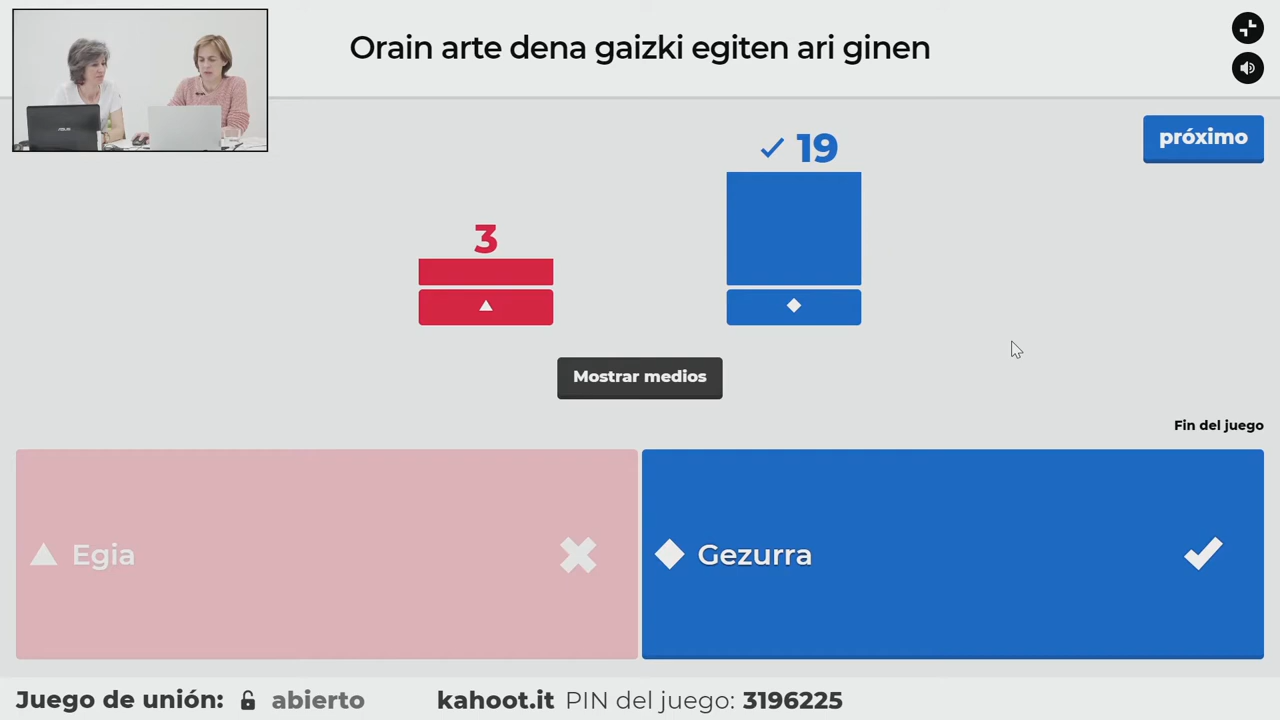 Orain arte dena gaizki egiten ari ginen
próximo
19
3
Mostrar medios
Fin del juego
Egia
Gezurra
Juego de unión: abierto
kahoot.it PIN del juego: 3196225